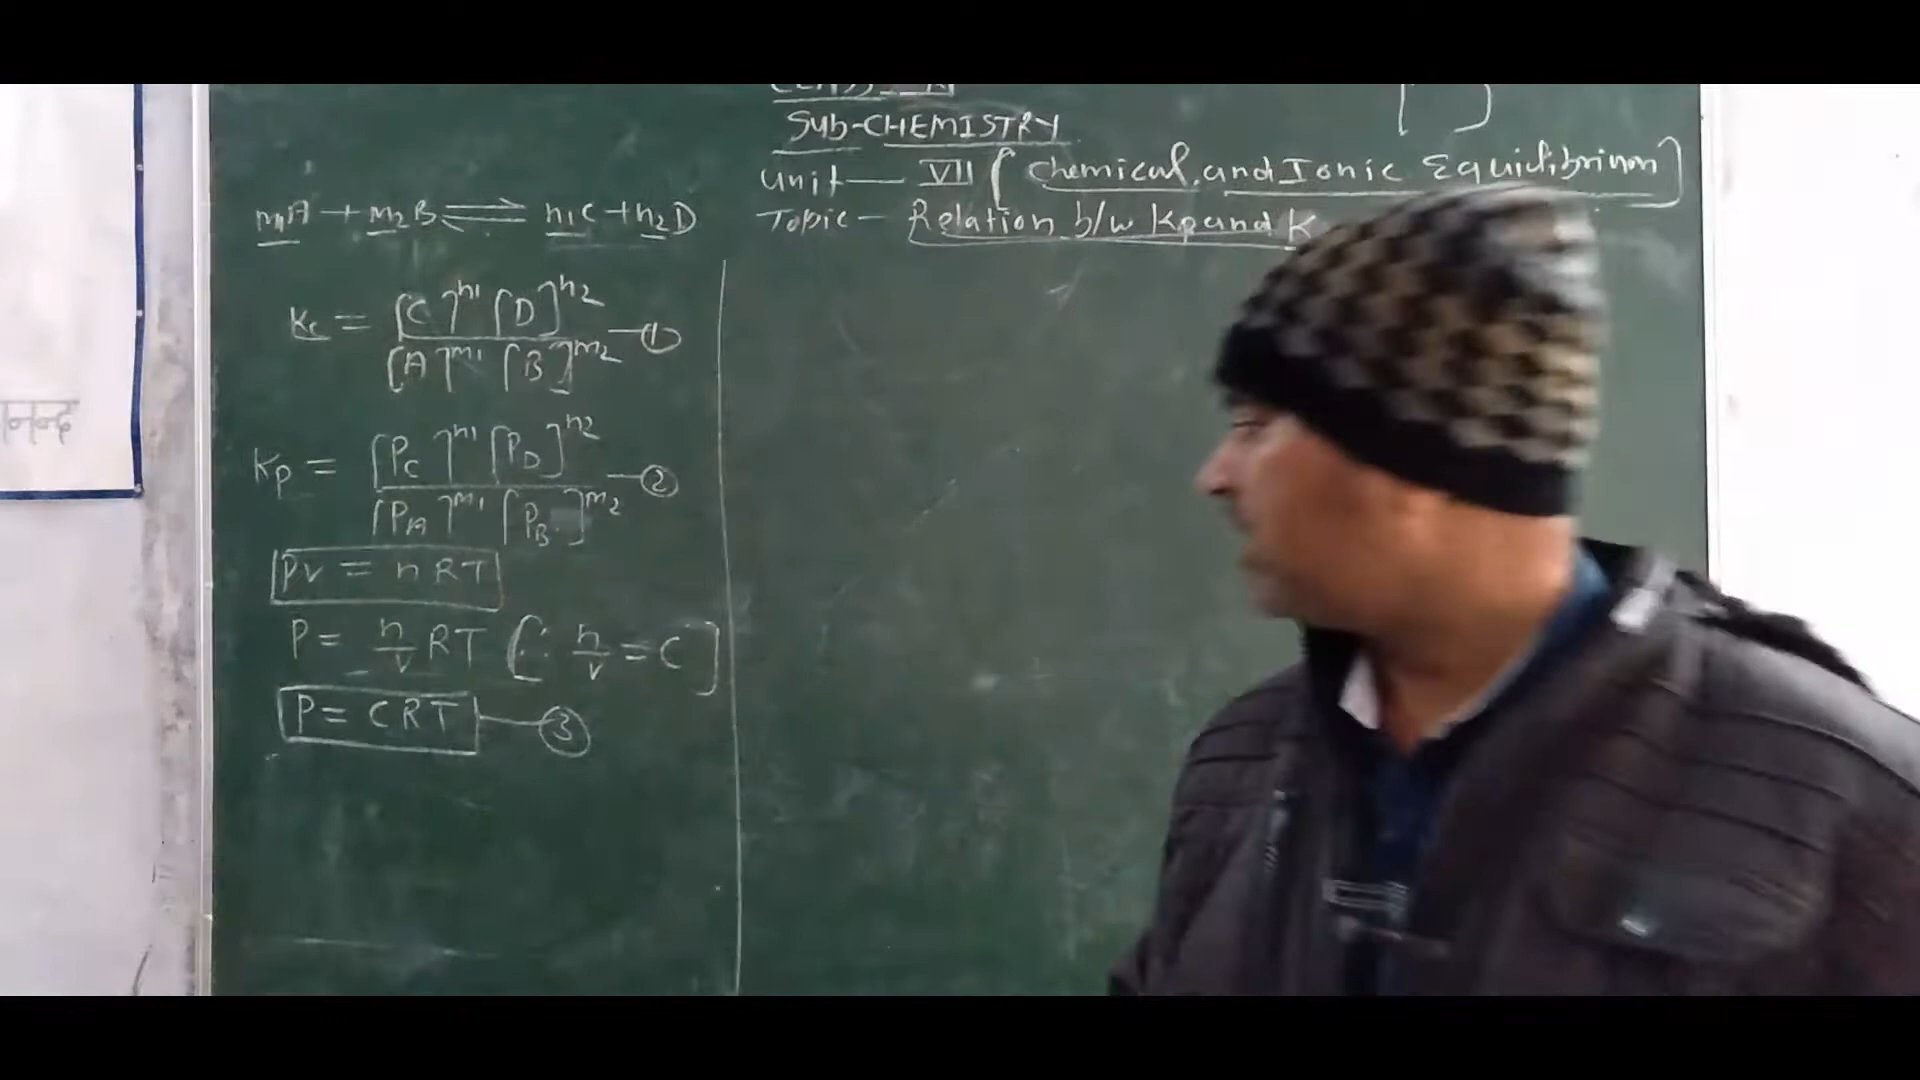 Sub-CHEMISTRY
Unit — VII [Chemical and Ionic Equilibrium]
Topic — Relation b/w Kp and K
m1A + m2B ⇌ n1C + n2D
Kc = [C]^n1 [D]^n2 / [A]^m1 [B]^m2 —①
Kp = [PC]^n1 [PD]^n2 / [PA]^m1 [PB]^m2 —②
PV = nRT
P = n/v RT [∵ n/v = C]
P = CRT —③
नन्द